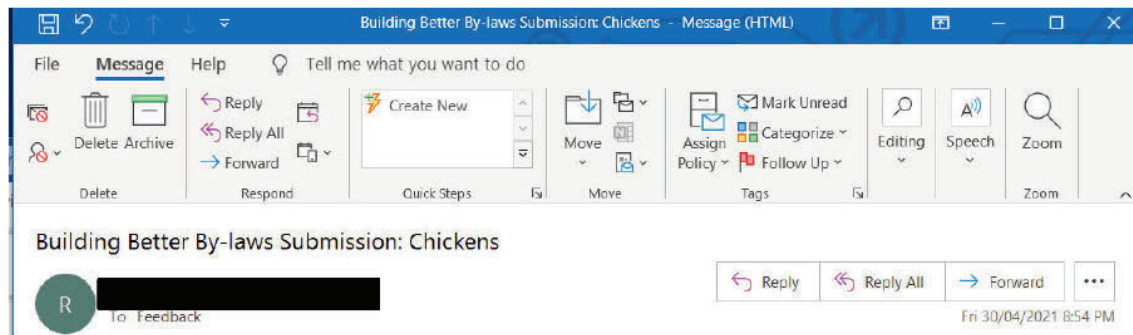 Building Better By-laws Submission: Chickens - Message (HTML)
File Message Help Tell me what you want to do
Delete Archive
Reply
Reply All
Forward
Create New
Move
Assign Policy
Mark Unread
Categorize
Follow Up
Editing
Speech
Zoom
Delete Respond Quick Steps Move Tags Zoom
Building Better By-laws Submission: Chickens
R
To Feedback
Reply Reply All Forward
Fri 30/04/2021 8:54 PM